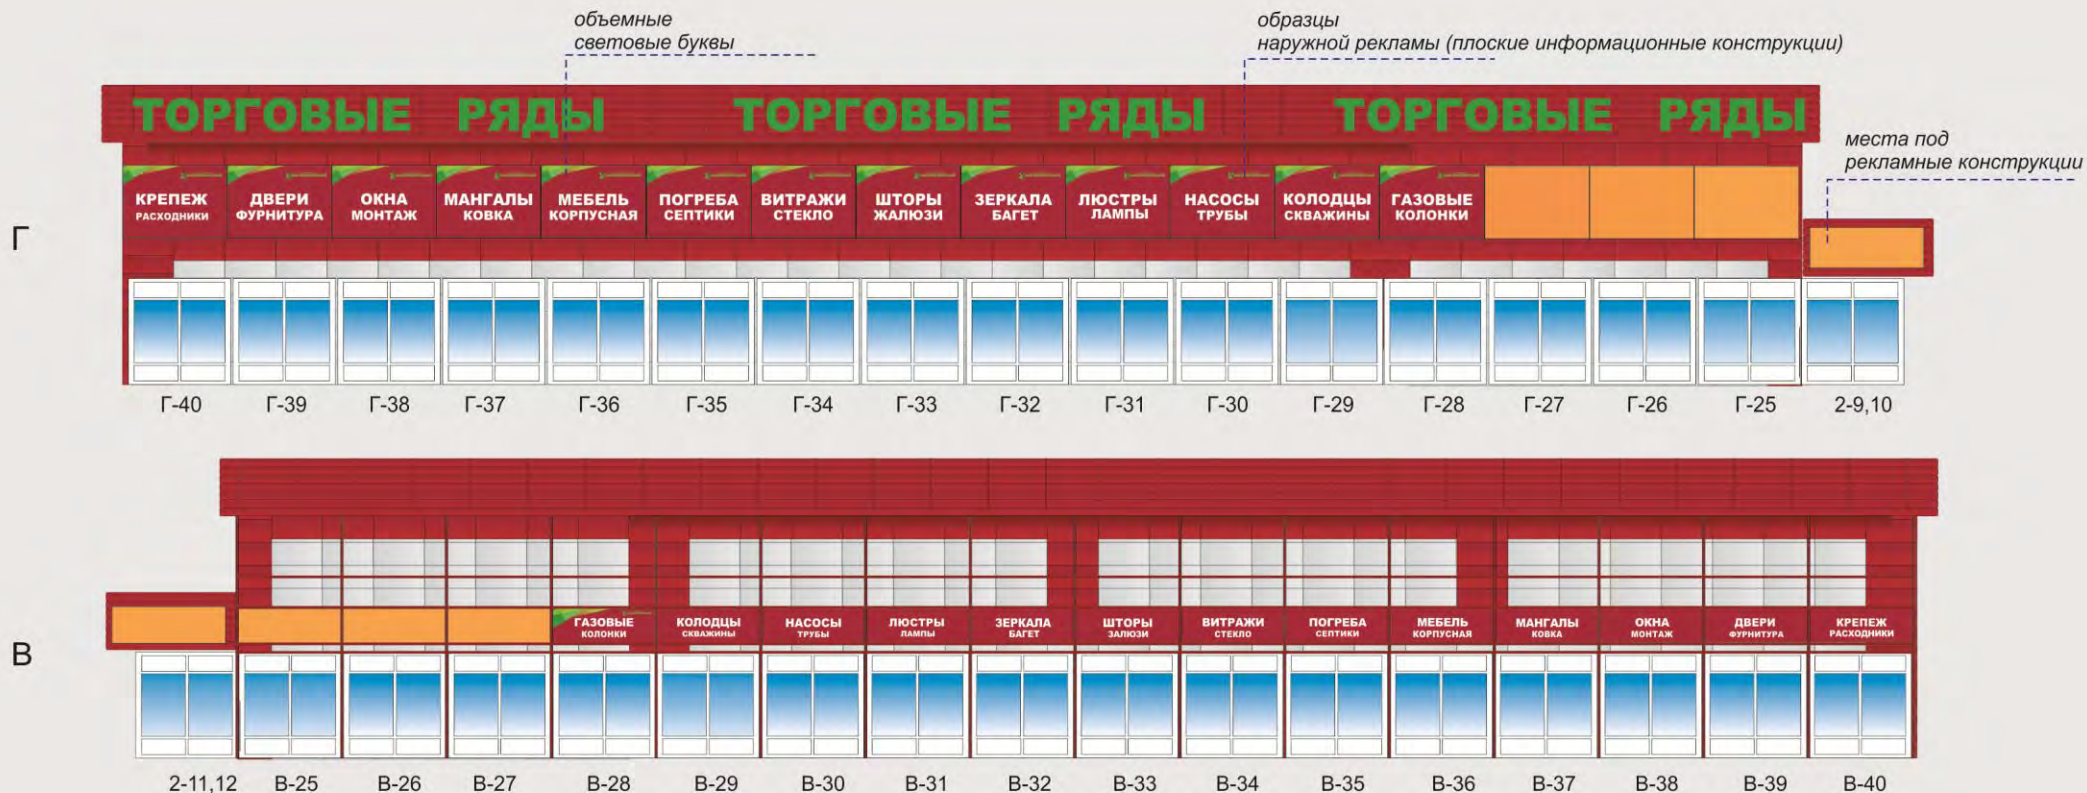 объемные
световые буквы
образцы
наружной рекламы (плоские информационные конструкции)
места под
рекламные конструкции
ТОРГОВЫЕ РЯДЫ ТОРГОВЫЕ РЯДЫ ТОРГОВЫЕ РЯДЫ
КРЕПЕЖ
РАСХОДНИКИ
ДВЕРИ
ФУРНИТУРА
ОКНА
МОНТАЖ
МАНГАЛЫ
КОВКА
МЕБЕЛЬ
КОРПУСНАЯ
ПОГРЕБА
СЕПТИКИ
ВИТРАЖИ
СТЕКЛО
ШТОРЫ
ЖАЛЮЗИ
ЗЕРКАЛА
БАГЕТ
ЛЮСТРЫ
ЛАМПЫ
НАСОСЫ
ТРУБЫ
КОЛОДЦЫ
СКВАЖИНЫ
ГАЗОВЫЕ
КОЛОНКИ
Г
Г-40 Г-39 Г-38 Г-37 Г-36 Г-35 Г-34 Г-33 Г-32 Г-31 Г-30 Г-29 Г-28 Г-27 Г-26 Г-25 2-9,10
ГАЗОВЫЕ
КОЛОНКИ
КОЛОДЦЫ
СКВАЖИНЫ
НАСОСЫ
ТРУБЫ
ЛЮСТРЫ
ЛАМПЫ
ЗЕРКАЛА
БАГЕТ
ШТОРЫ
ЗАЛЮЗИ
ВИТРАЖИ
СТЕКЛО
ПОГРЕБА
СЕПТИКИ
МЕБЕЛЬ
КОРПУСНАЯ
МАНГАЛЫ
КОВКА
ОКНА
МОНТАЖ
ДВЕРИ
ФУРНИТУРА
КРЕПЕЖ
РАСХОДНИКИ
В
2-11,12 В-25 В-26 В-27 В-28 В-29 В-30 В-31 В-32 В-33 В-34 В-35 В-36 В-37 В-38 В-39 В-40